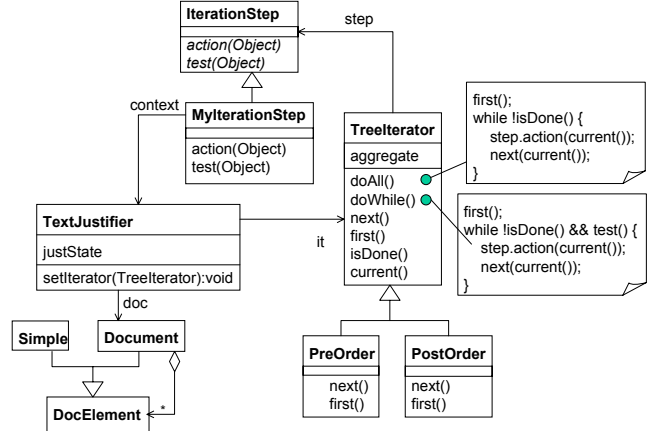 IterationStep
action(Object)
test(Object)
step
context
MyIterationStep
action(Object)
test(Object)
TreeIterator
aggregate
doAll()
doWhile()
next()
first()
isDone()
current()
first();
while !isDone() {
step.action(current());
next(current());
}
first();
while !isDone() && test() {
step.action(current());
next(current());
}
TextJustifier
justState
setIterator(TreeIterator):void
it
doc
Simple
Document
DocElement
*
PreOrder
next()
first()
PostOrder
next()
first()